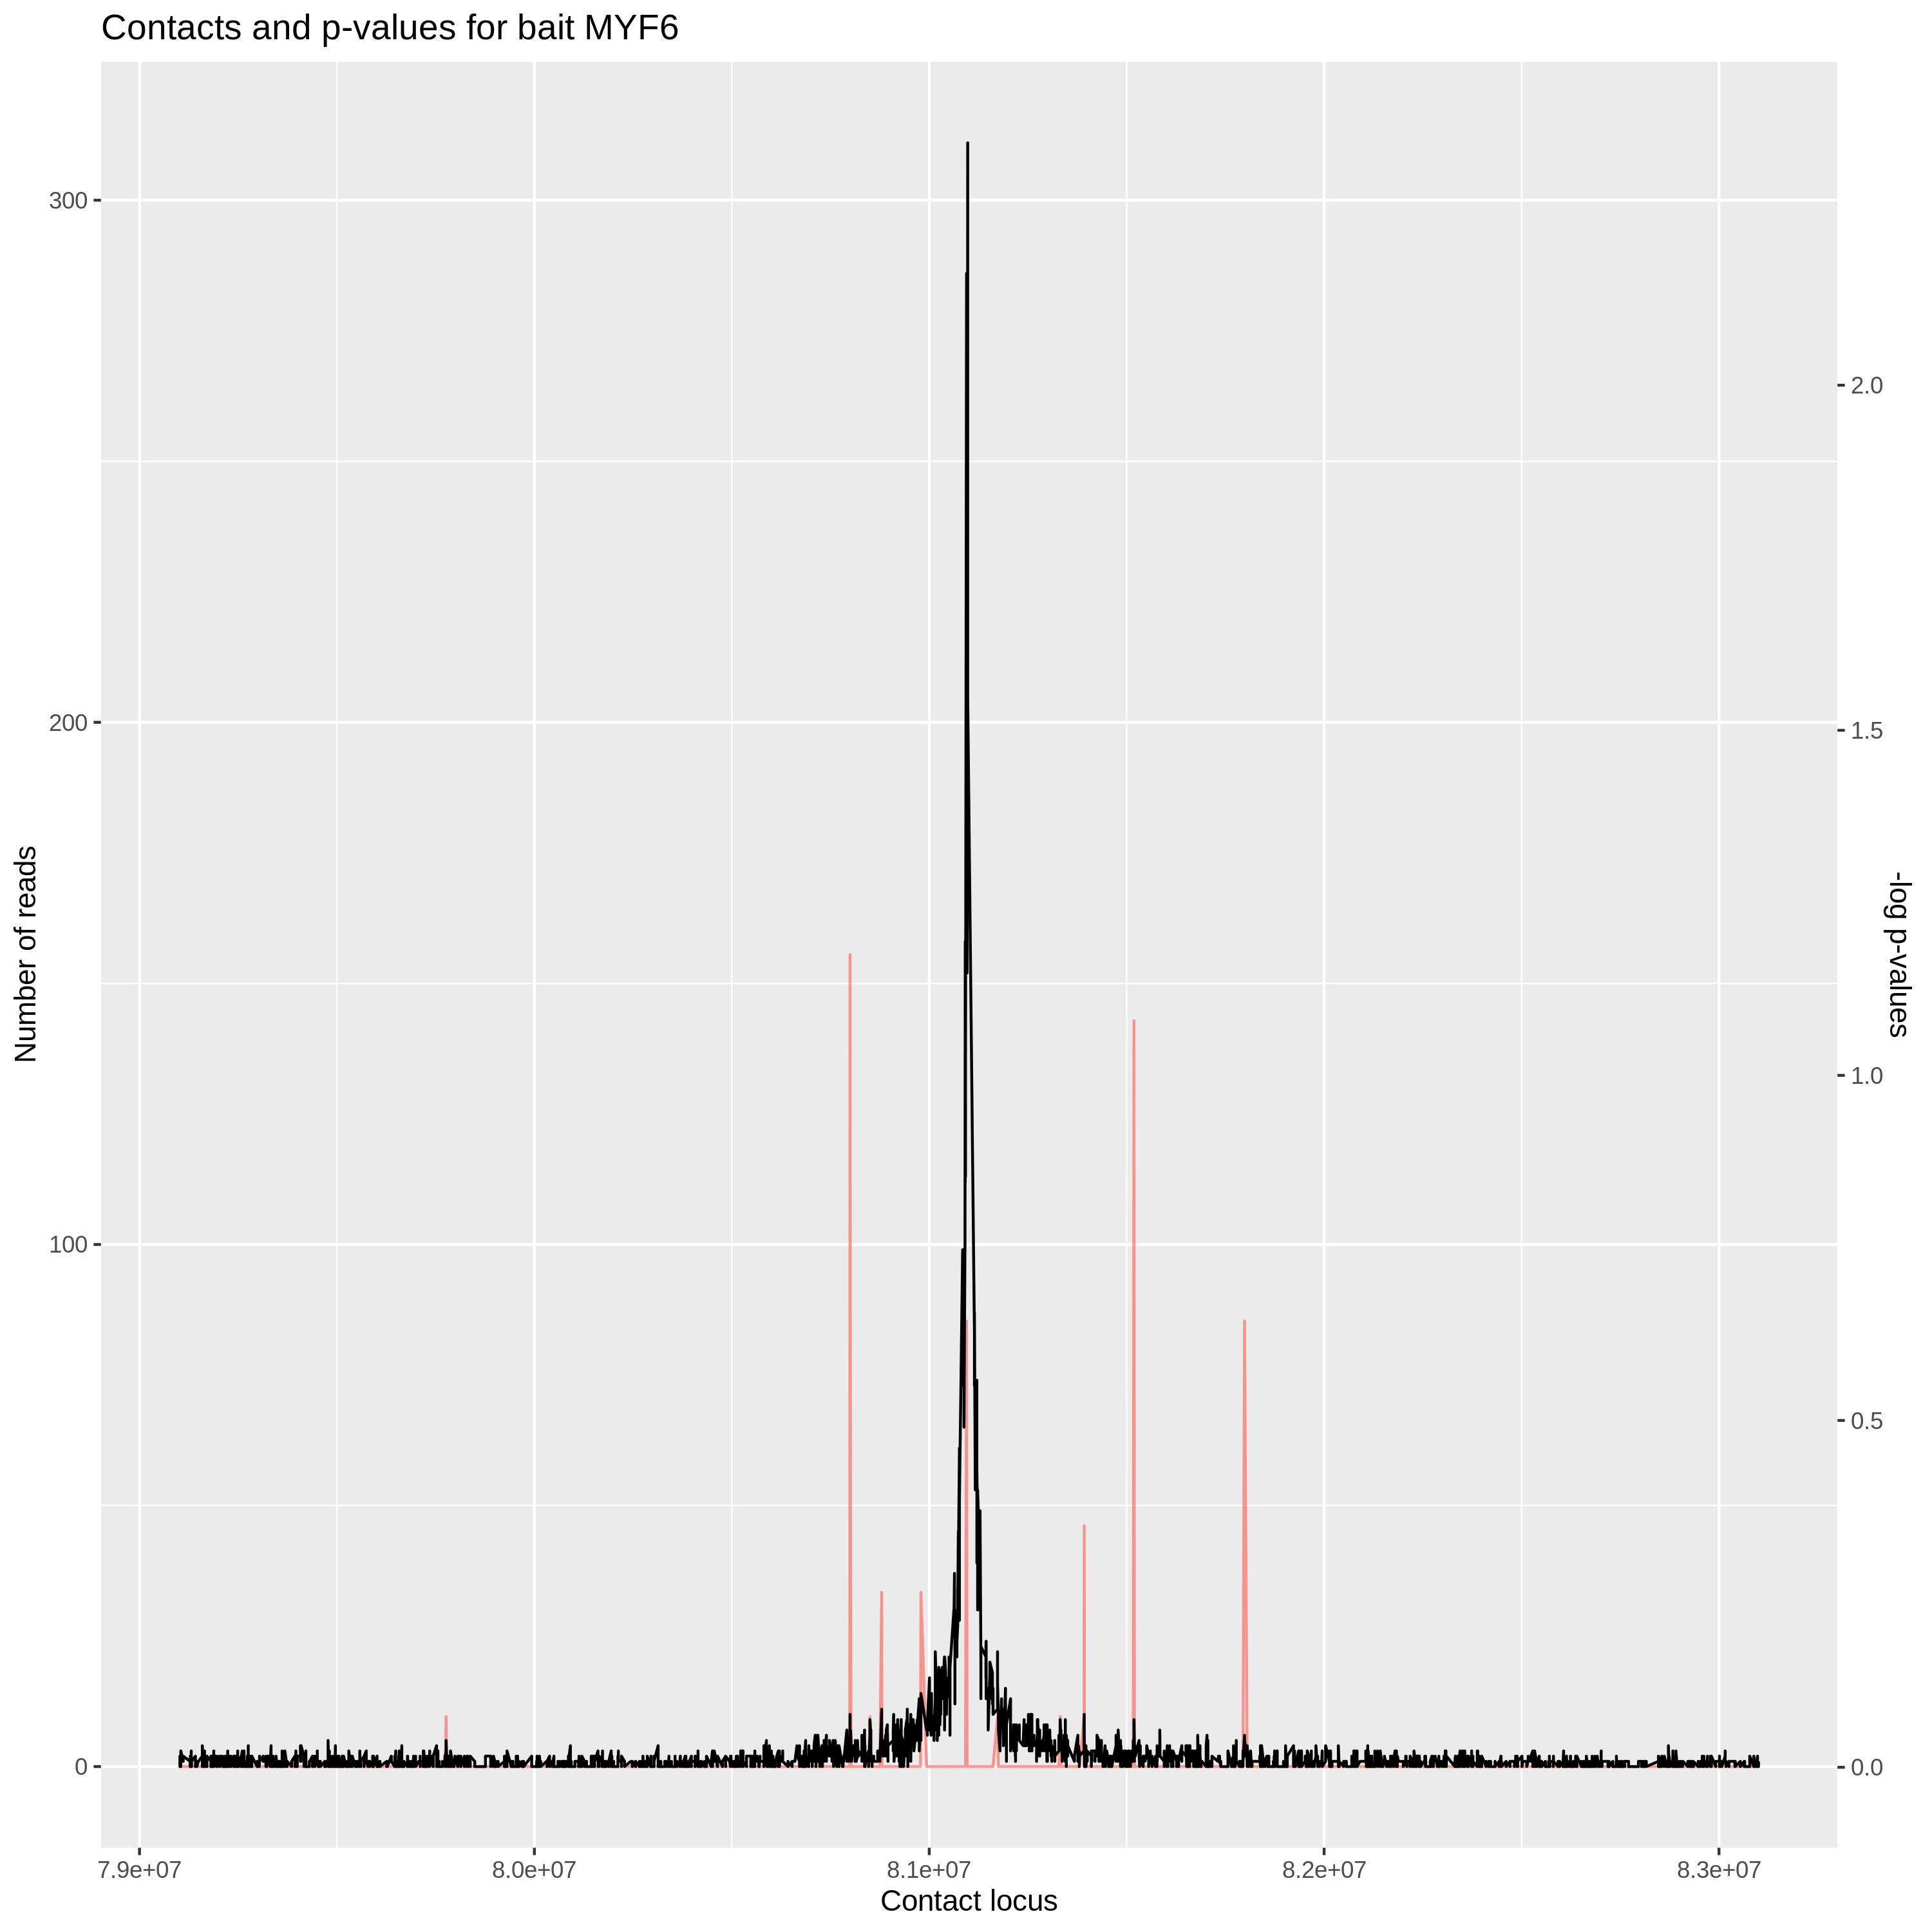 Contacts and p-values for bait MYF6
300
200
100
0
Number of reads
2.0
1.5
1.0
0.5
0.0
-log p-values
7.9e+07
8.0e+07
8.1e+07
8.2e+07
8.3e+07
Contact locus